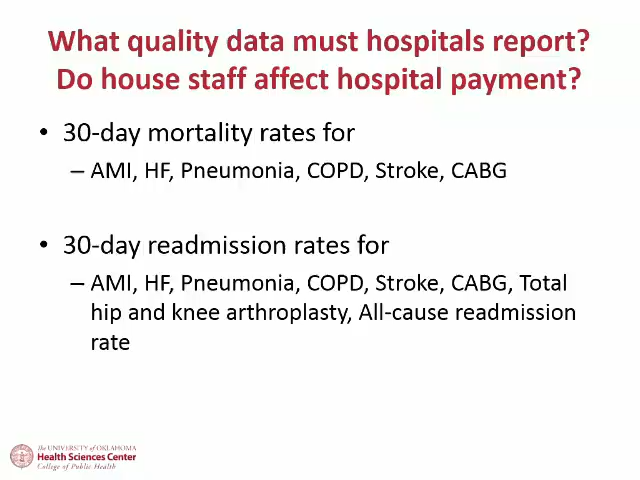 What quality data must hospitals report?
Do house staff affect hospital payment?
• 30-day mortality rates for
– AMI, HF, Pneumonia, COPD, Stroke, CABG
• 30-day readmission rates for
– AMI, HF, Pneumonia, COPD, Stroke, CABG, Total
hip and knee arthroplasty, All-cause readmission
rate
The UNIVERSITY of OKLAHOMA
Health Sciences Center
College of Public Health